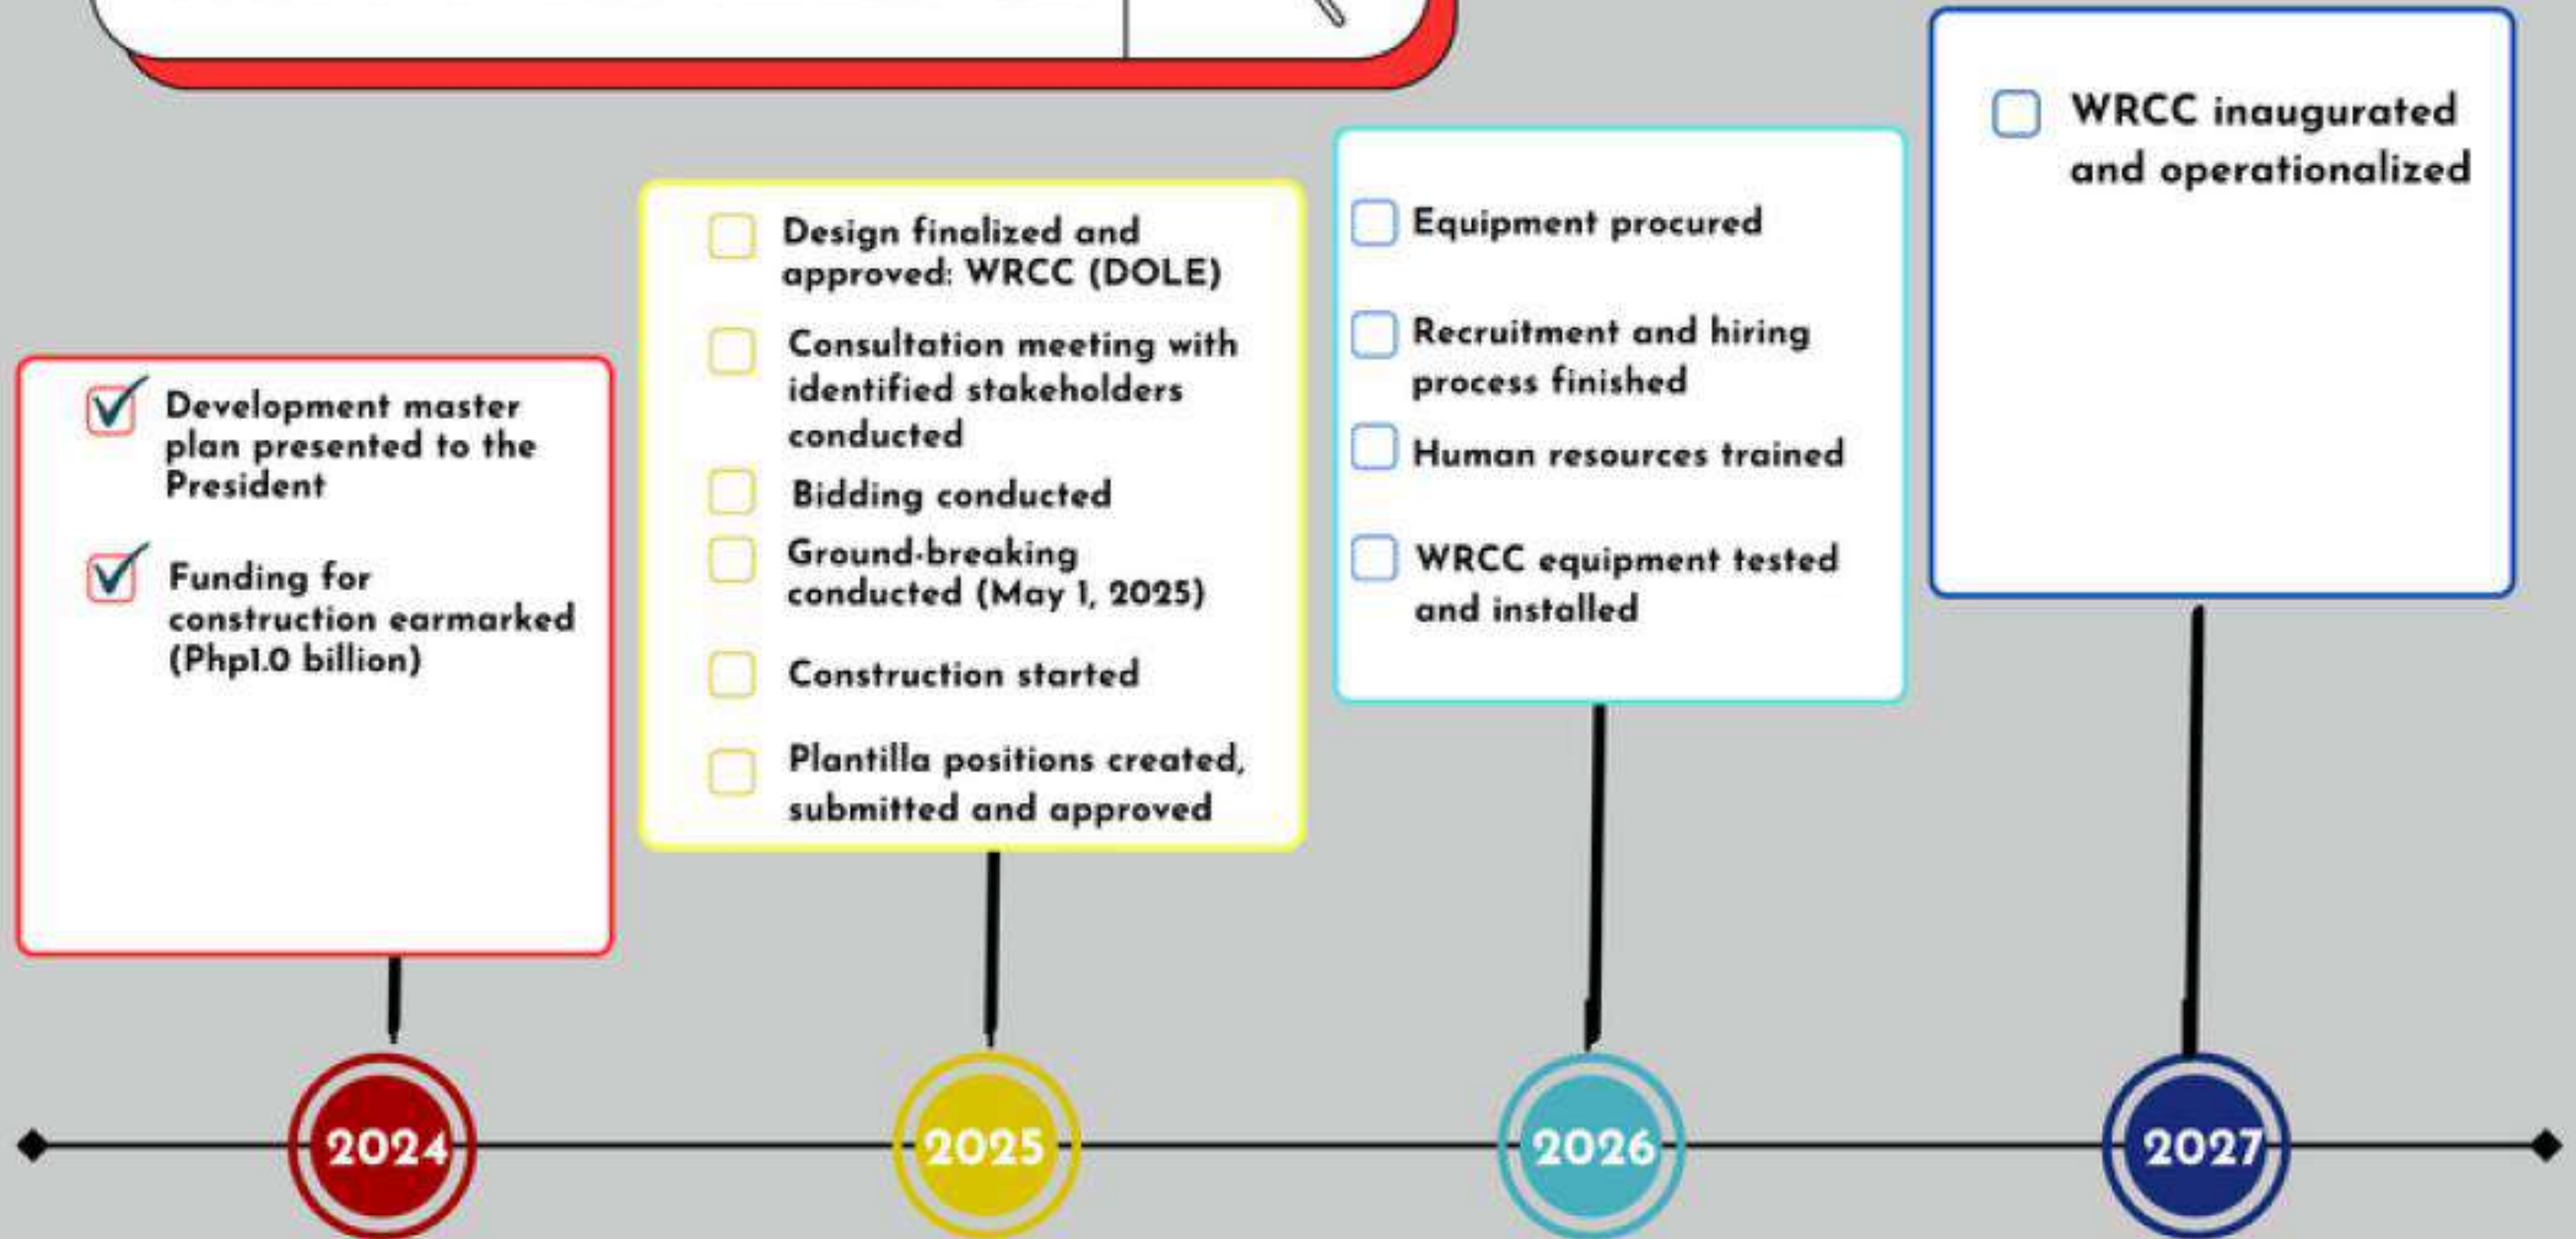 Development master
plan presented to the
President
Funding for
construction earmarked
(Php1.0 billion)
Design finalized and
approved: WRCC (DOLE)
Consultation meeting with
identified stakeholders
conducted
Bidding conducted
Ground-breaking
conducted (May 1, 2025)
Construction started
Plantilla positions created,
submitted and approved
Equipment procured
Recruitment and hiring
process finished
Human resources trained
WRCC equipment tested
and installed
WRCC inaugurated
and operationalized
2024
2025
2026
2027